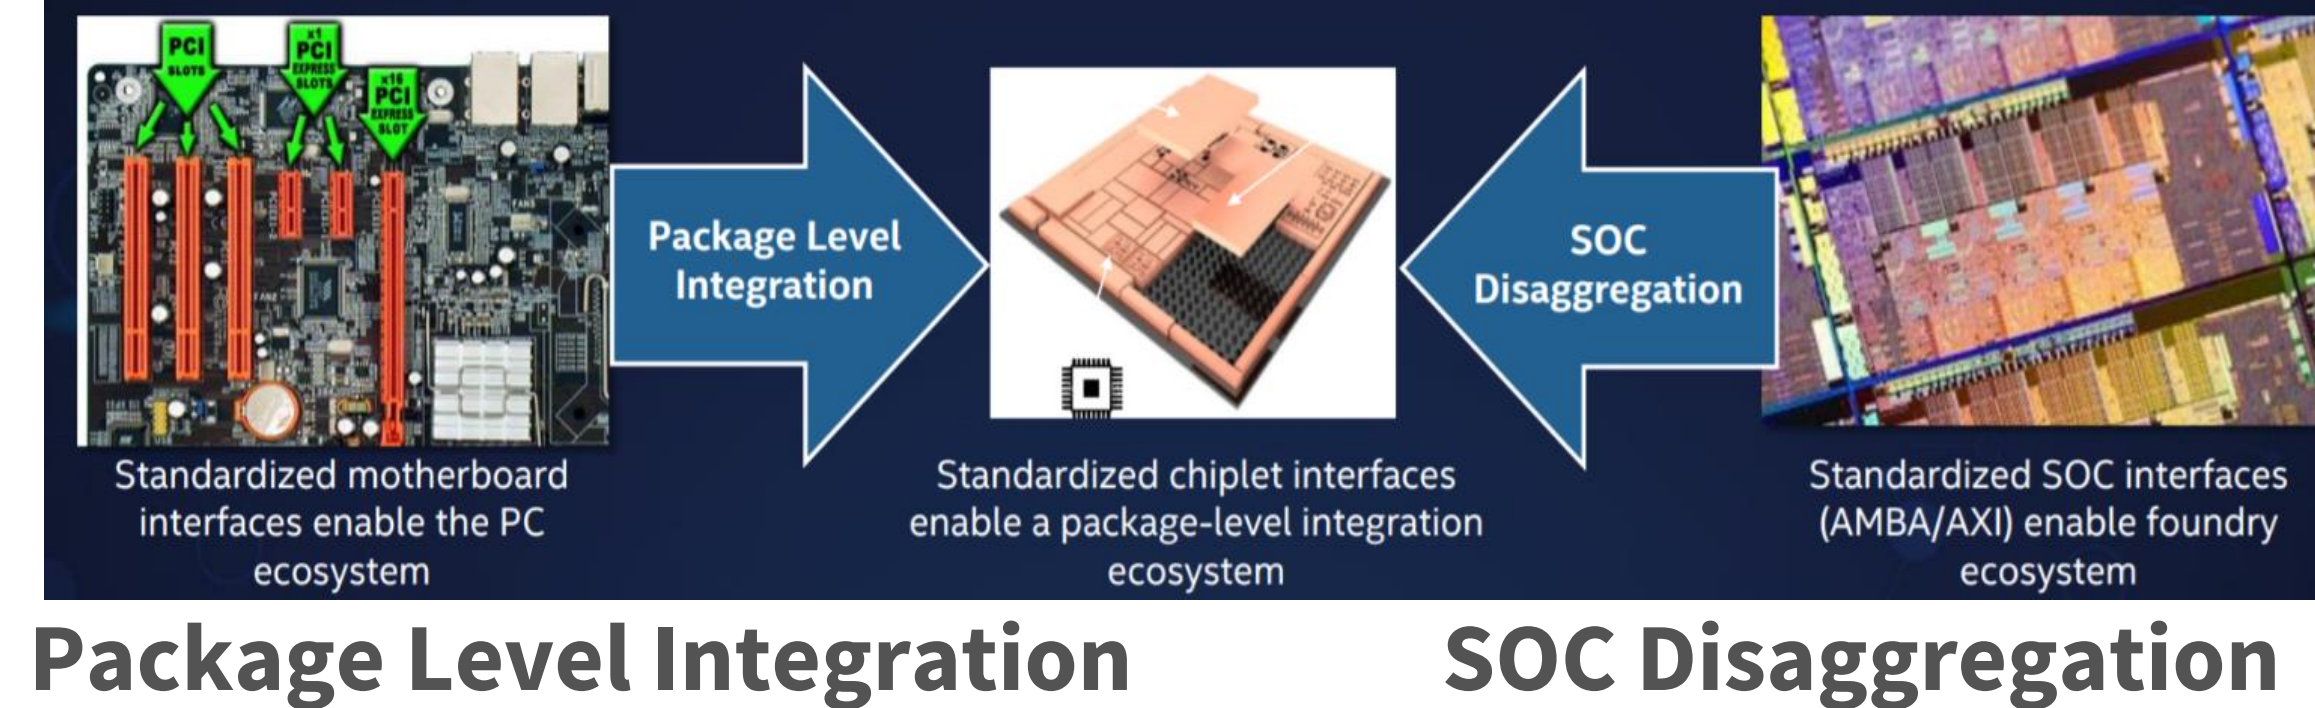 PCI
SLOTS
x1
PCI
EXPRESS
SLOTS
x16
PCI
EXPRESS
SLOT
Package Level
Integration
SOC
Disaggregation
Standardized motherboard
interfaces enable the PC
ecosystem
Standardized chiplet interfaces
enable a package-level integration
ecosystem
Standardized SOC interfaces
(AMBA/AXI) enable foundry
ecosystem
Package Level Integration
SOC Disaggregation